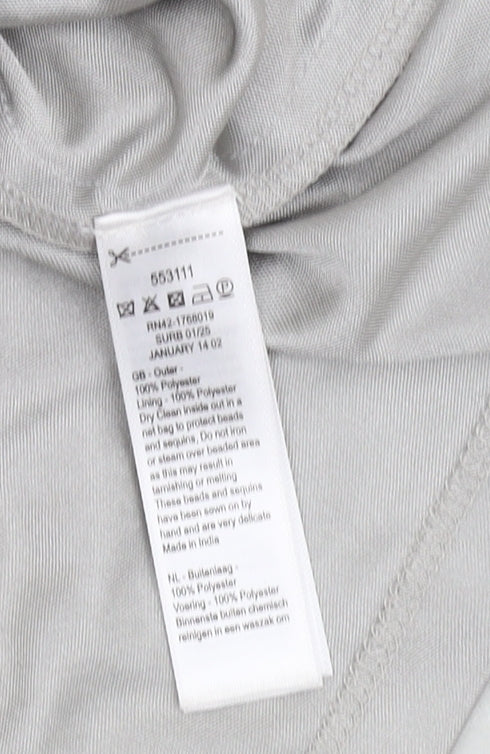 553111
P
RN42-1768019
SURB 01/25
JANUARY 14 02
GB - Outer -
100% Polyester
Lining - 100% Polyester
Dry Clean inside out in a
net bag to protect beads
and sequins, Do not iron
or steam over beaded area
as this may result in
tarnishing or melting
These beads and sequins
have been sewn on by
hand and are very delicate
Made in India
NL - Buitenlaag -
100% Polyester
Voering - 100% Polyester
Binnenste buiten chemisch
reinigen in een waszak om